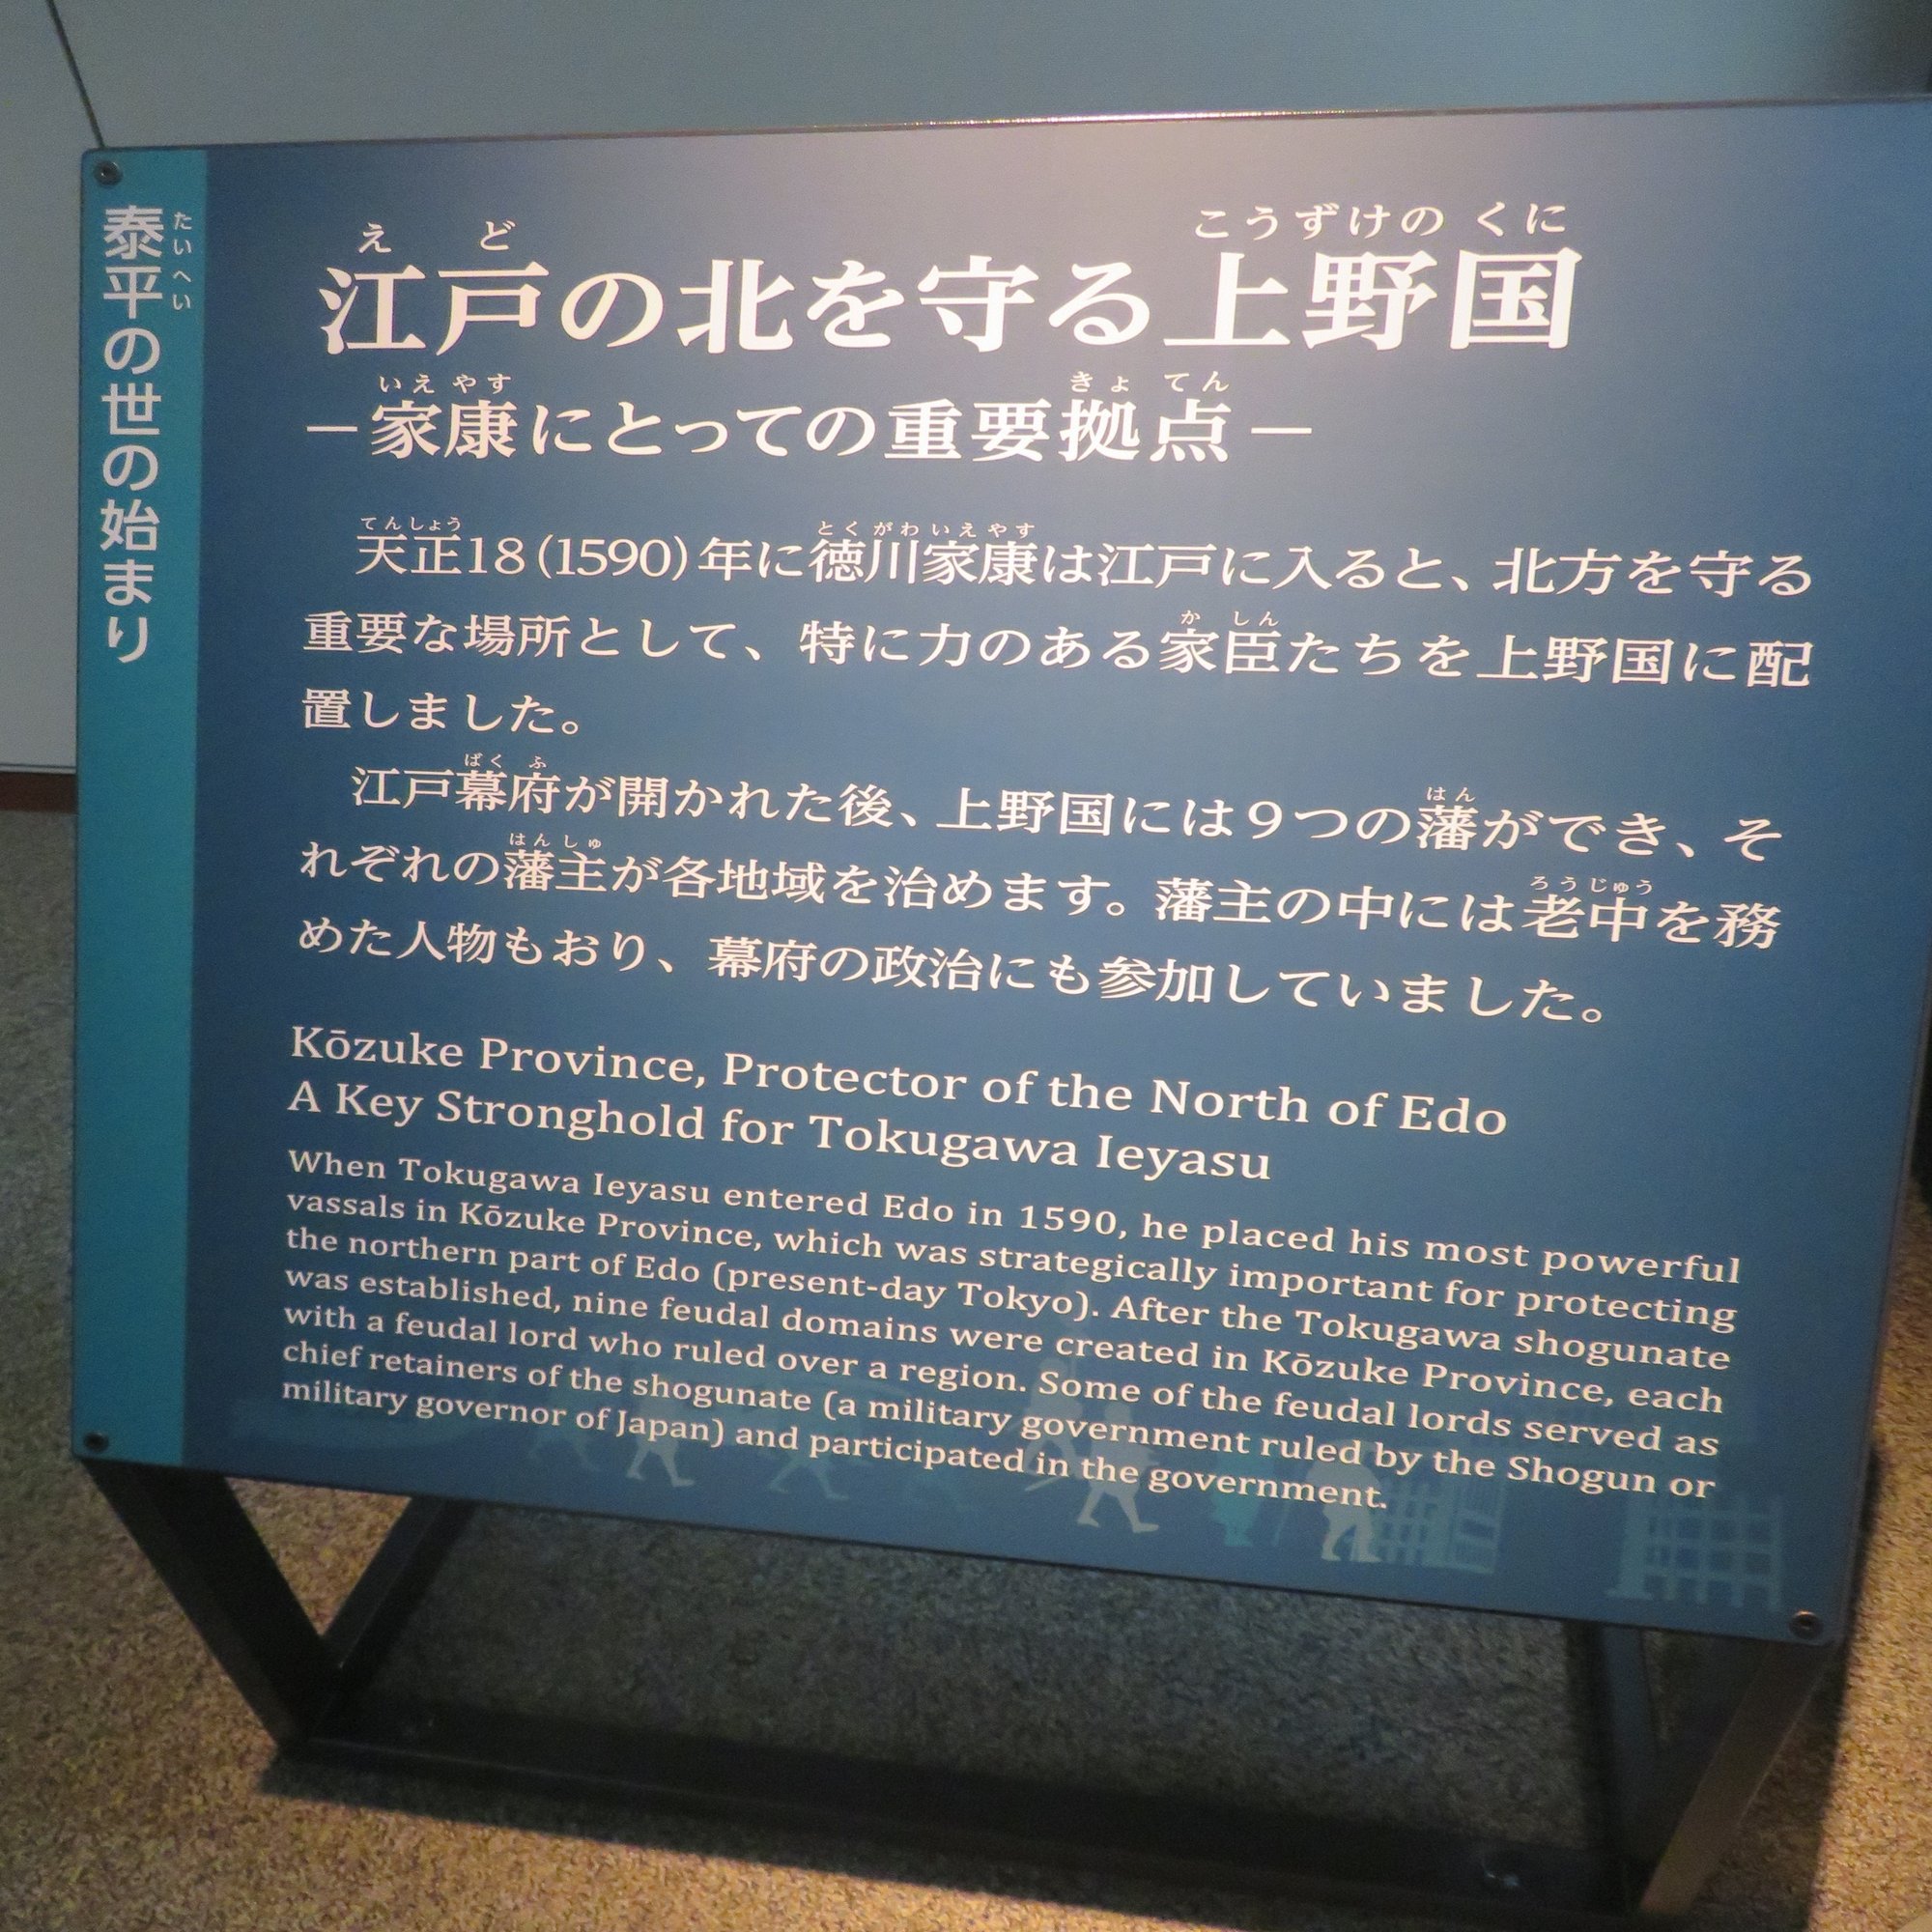 泰平の世の始まり
たいへい
えど
こうずけの くに
江戸の北を守る上野国
いえ やす
きょ てん
－家康にとっての重要拠点－
てんしょう
とく がわ いえ やす
天正18(1590)年に徳川家康は江戸に入ると、北方を守る
か しん
重要な場所として、特に力のある家臣たちを上野国に配
置しました。
ばく ふ
はん
江戸幕府が開かれた後、上野国には９つの藩ができ、そ
はん しゅ
ろうじゅう
れぞれの藩主が各地域を治めます。藩主の中には老中を務
めた人物もおり、幕府の政治にも参加していました。
Kōzuke Province, Protector of the North of Edo
A Key Stronghold for Tokugawa Ieyasu
When Tokugawa Ieyasu entered Edo in 1590, he placed his most powerful
vassals in Kōzuke Province, which was strategically important for protecting
the northern part of Edo (present-day Tokyo). After the Tokugawa shogunate
was established, nine feudal domains were created in Kōzuke Province, each
with a feudal lord who ruled over a region. Some of the feudal lords served as
chief retainers of the shogunate (a military government ruled by the Shogun or
military governor of Japan) and participated in the government.